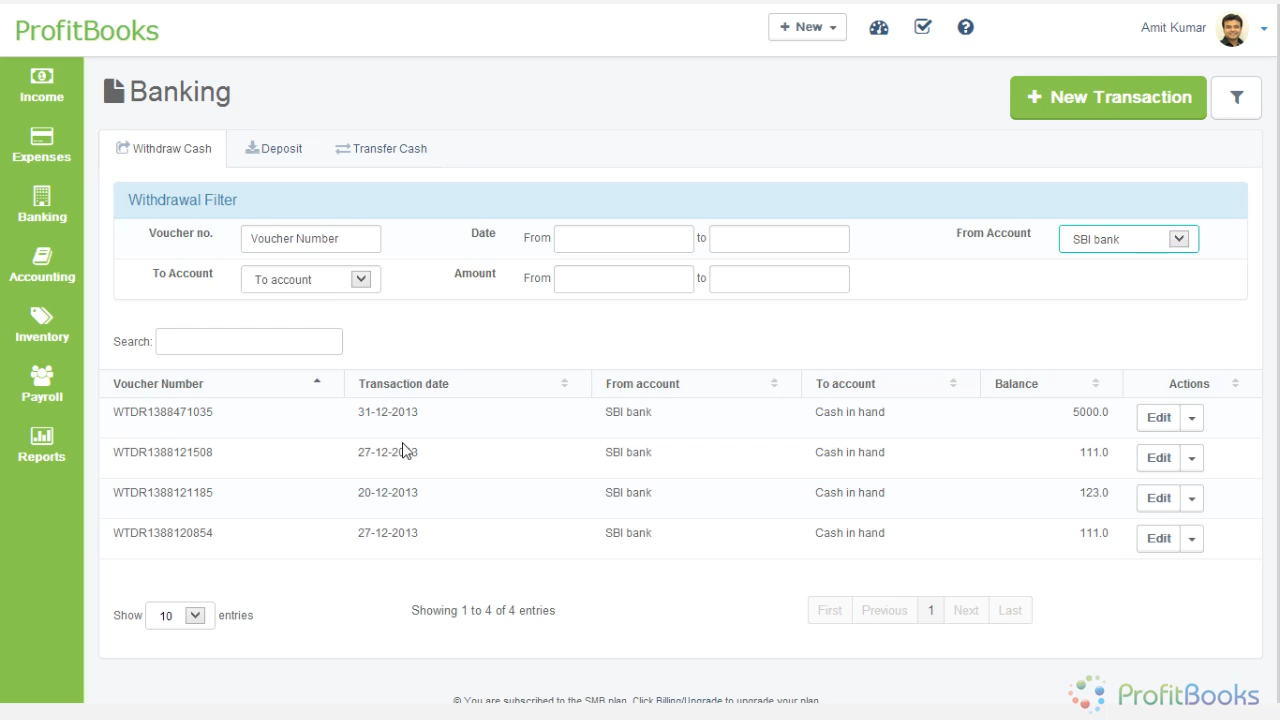 ProfitBooks
+ New
Amit Kumar
Income
Expenses
Banking
Accounting
Inventory
Payroll
Reports
Banking
+ New Transaction
Withdraw Cash Deposit Transfer Cash
Withdrawal Filter
Voucher no. Voucher Number Date From to From Account SBI bank
To Account To account Amount From to
Search:
Voucher Number Transaction date From account To account Balance Actions
WTDR1388471035 31-12-2013 SBI bank Cash in hand 5000.0 Edit
WTDR1388121508 27-12-2013 SBI bank Cash in hand 111.0 Edit
WTDR1388121185 20-12-2013 SBI bank Cash in hand 123.0 Edit
WTDR1388120854 27-12-2013 SBI bank Cash in hand 111.0 Edit
Show 10 entries Showing 1 to 4 of 4 entries First Previous 1 Next Last
© You are subscribed to the SMB plan. Click Billing/Upgrade to upgrade your plan
ProfitBooks